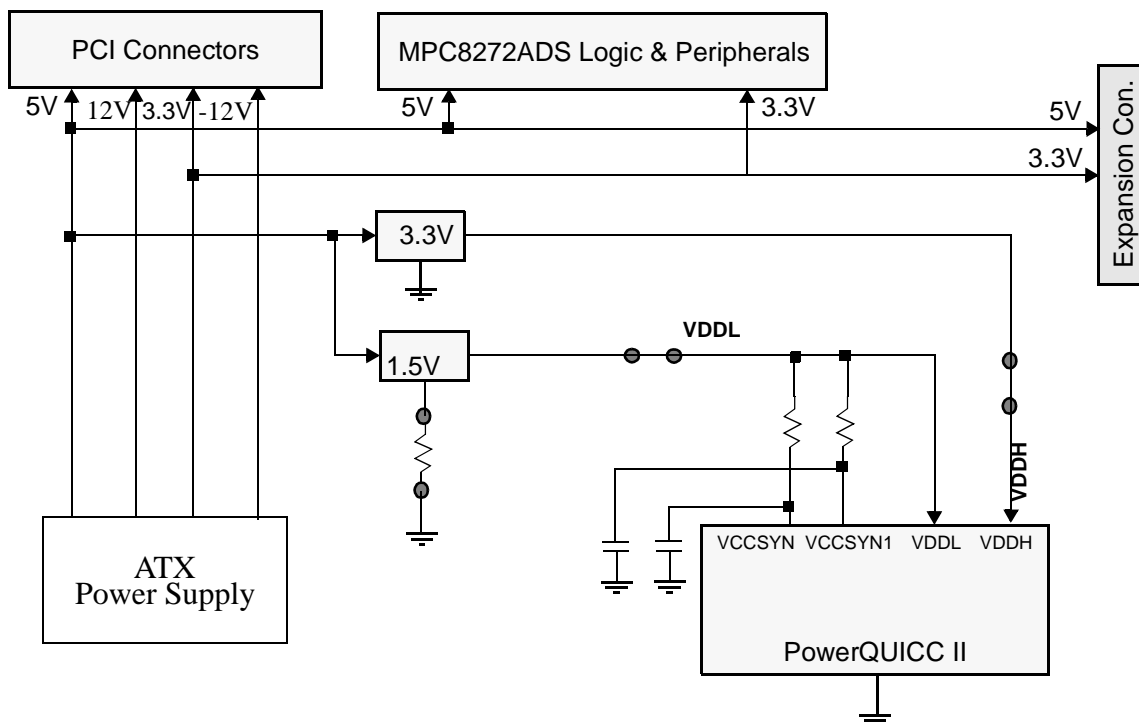 PCI Connectors
MPC8272ADS Logic & Peripherals
5V
12V
3.3V
-12V
5V
3.3V
5V
3.3V
Expansion Con.
3.3V
1.5V
VDDL
VDDH
ATX
Power Supply
VCCSYN
VCCSYN1
VDDL
VDDH
PowerQUICC II